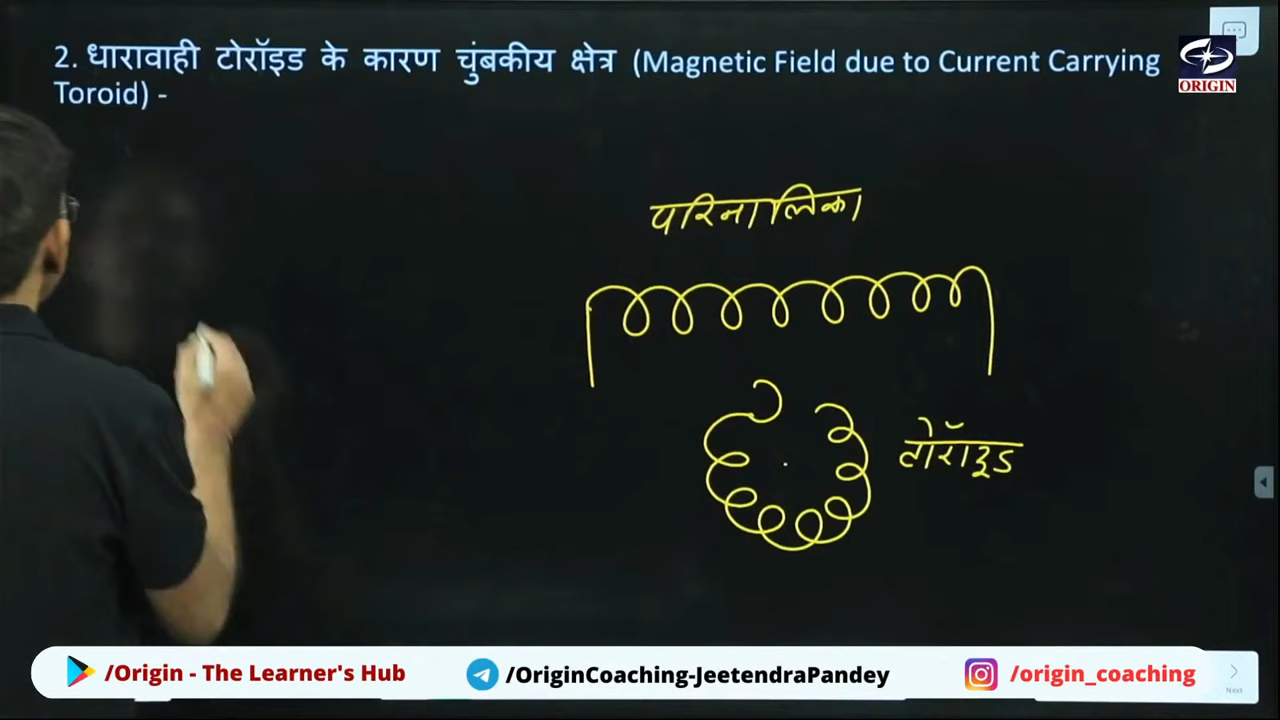 2. धारावाही टोरॉइड के कारण चुंबकीय क्षेत्र (Magnetic Field due to Current Carrying
Toroid) -
ORIGIN
परिनालिका
टोरॉइड
/Origin - The Learner's Hub
/OriginCoaching-JeetendraPandey
/origin_coaching
Next